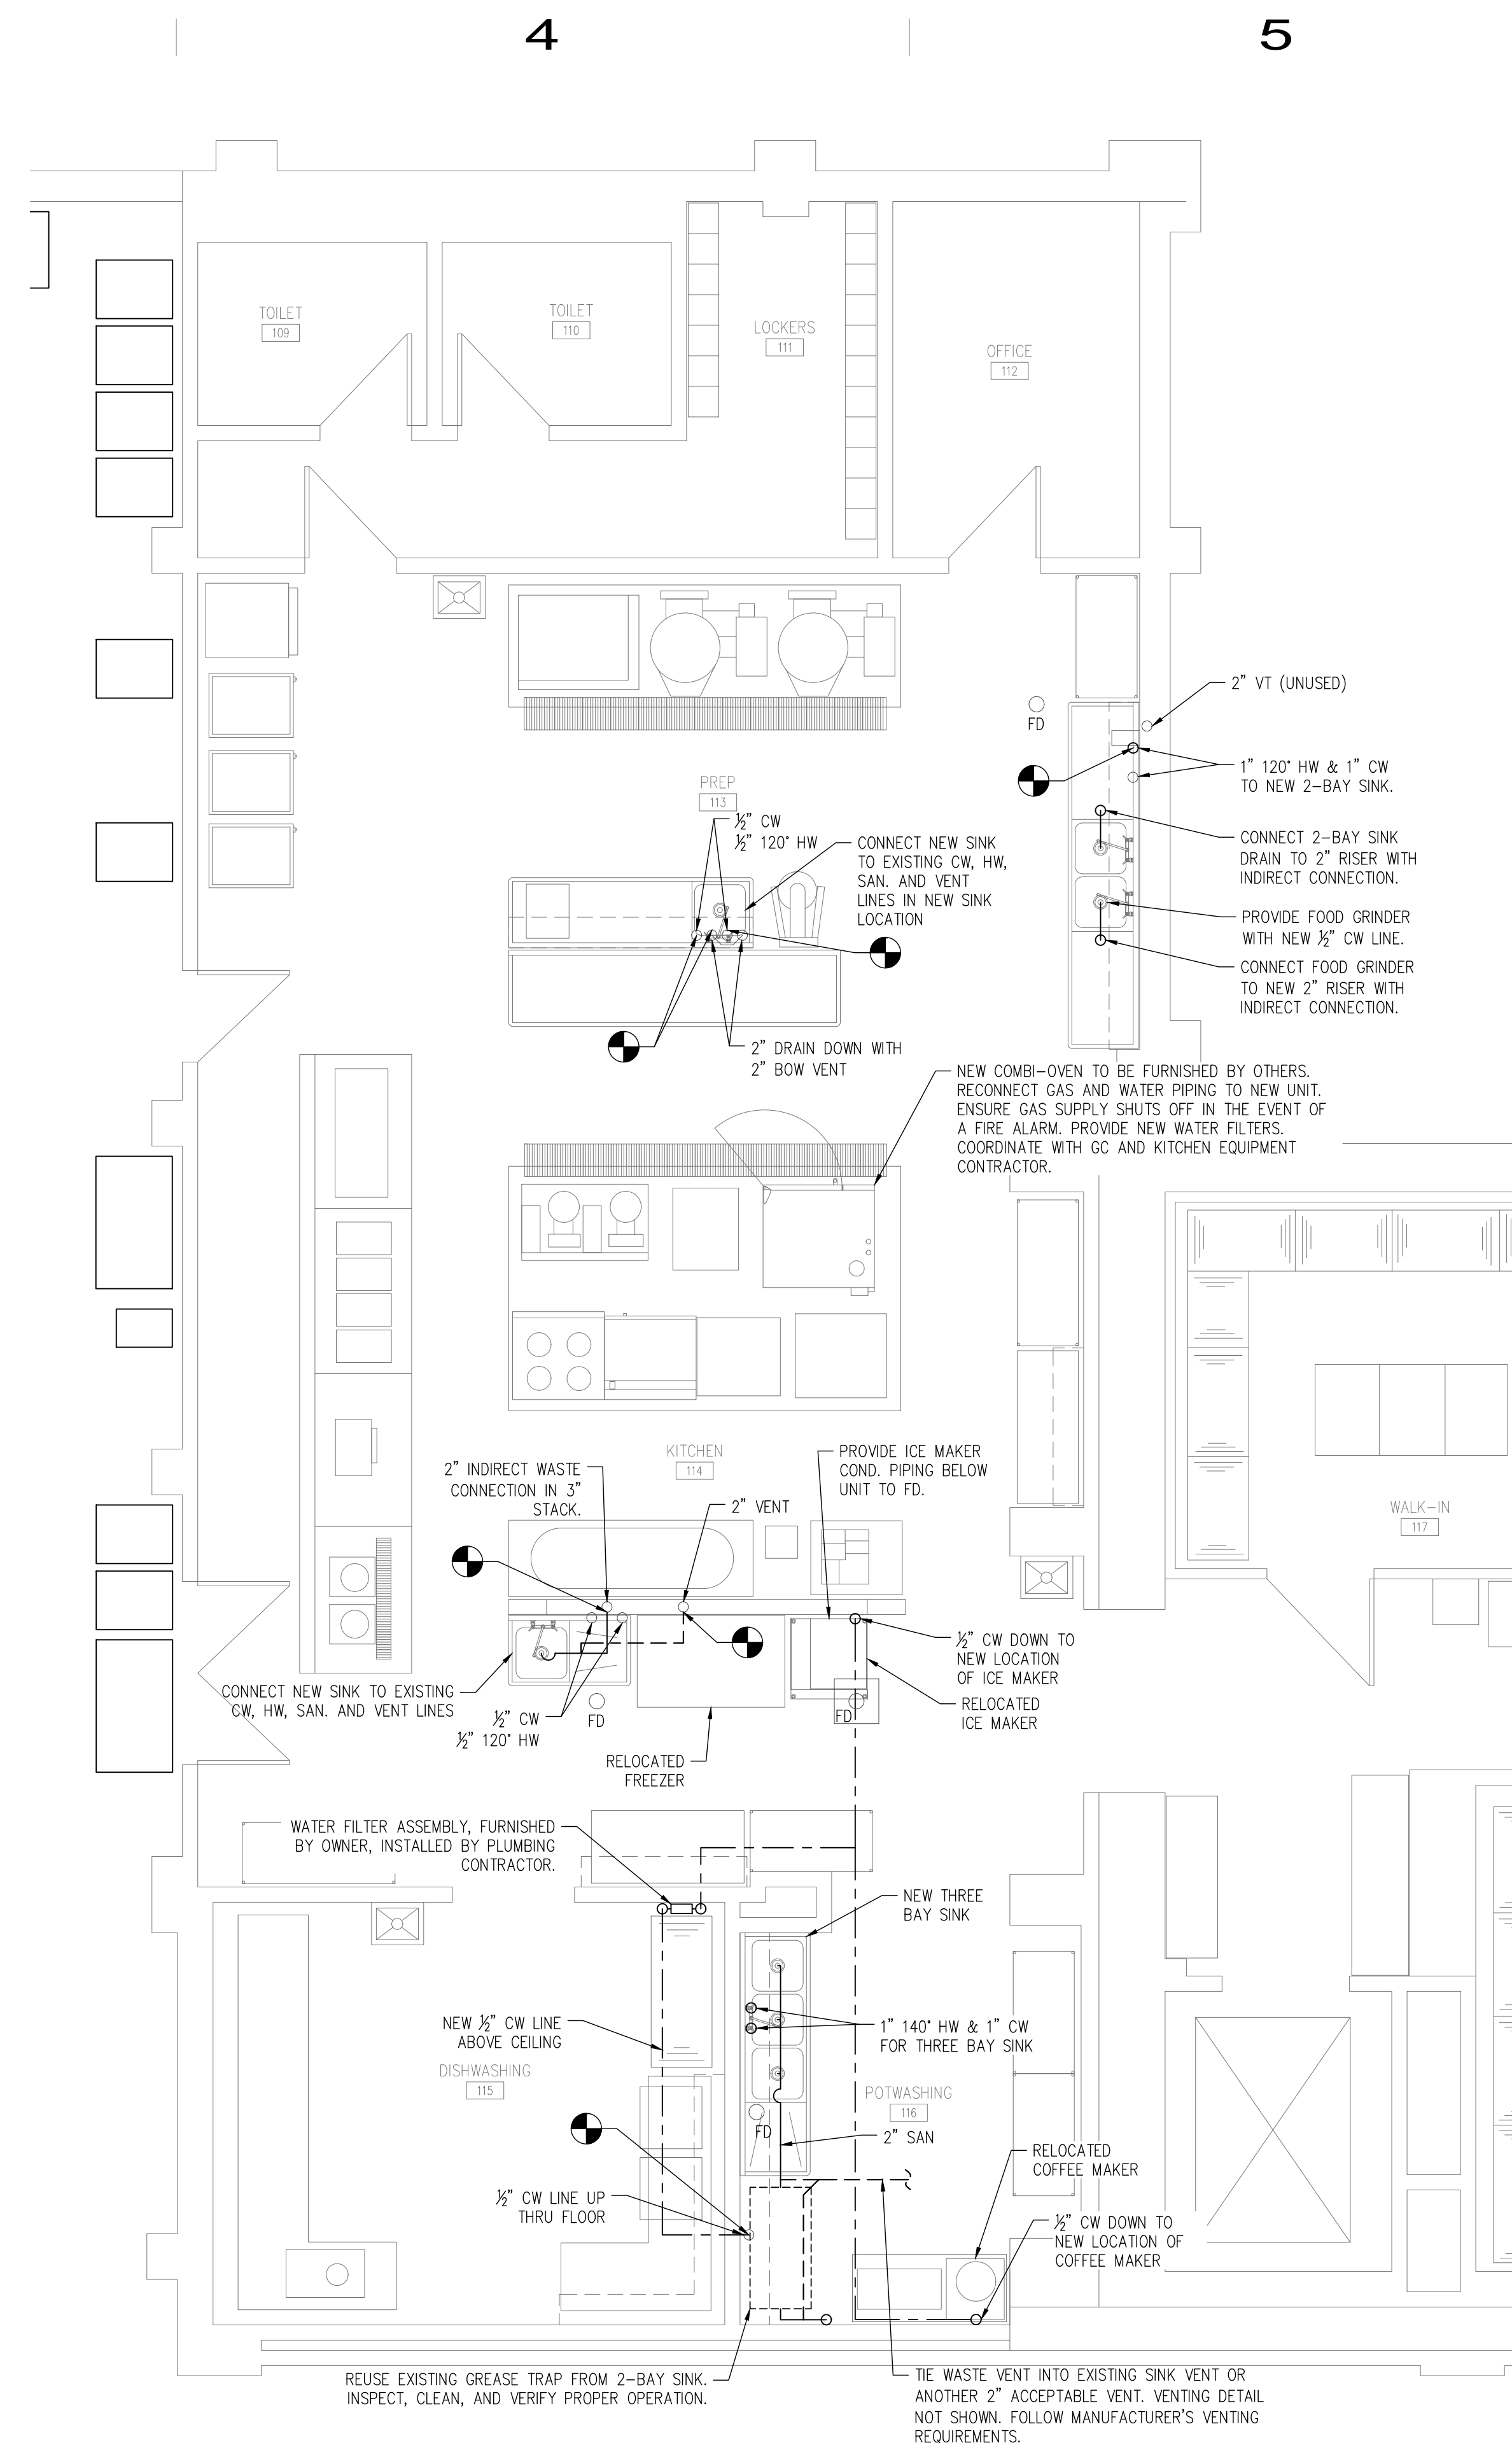 4
5
TOILET
109
TOILET
110
LOCKERS
111
OFFICE
112
2" VT (UNUSED)
FD
1" 120° HW & 1" CW
TO NEW 2-BAY SINK.
PREP
113
½" CW
½" 120° HW
CONNECT NEW SINK
TO EXISTING CW, HW,
SAN. AND VENT
LINES IN NEW SINK
LOCATION
CONNECT 2-BAY SINK
DRAIN TO 2" RISER WITH
INDIRECT CONNECTION.
PROVIDE FOOD GRINDER
WITH NEW ½" CW LINE.
CONNECT FOOD GRINDER
TO NEW 2" RISER WITH
INDIRECT CONNECTION.
2" DRAIN DOWN WITH
2" BOW VENT
NEW COMBI-OVEN TO BE FURNISHED BY OTHERS.
RECONNECT GAS AND WATER PIPING TO NEW UNIT.
ENSURE GAS SUPPLY SHUTS OFF IN THE EVENT OF
A FIRE ALARM. PROVIDE NEW WATER FILTERS.
COORDINATE WITH GC AND KITCHEN EQUIPMENT
CONTRACTOR.
KITCHEN
114
2" INDIRECT WASTE
CONNECTION IN 3"
STACK.
2" VENT
PROVIDE ICE MAKER
COND. PIPING BELOW
UNIT TO FD.
WALK-IN
117
½" CW DOWN TO
NEW LOCATION
OF ICE MAKER
CONNECT NEW SINK TO EXISTING
CW, HW, SAN. AND VENT LINES
½" CW
½" 120° HW
FD
FD
RELOCATED
ICE MAKER
RELOCATED
FREEZER
WATER FILTER ASSEMBLY, FURNISHED
BY OWNER, INSTALLED BY PLUMBING
CONTRACTOR.
NEW THREE
BAY SINK
NEW ½" CW LINE
ABOVE CEILING
1" 140° HW & 1" CW
FOR THREE BAY SINK
DISHWASHING
115
POTWASHING
116
FD
2" SAN
RELOCATED
COFFEE MAKER
½" CW LINE UP
THRU FLOOR
½" CW DOWN TO
NEW LOCATION OF
COFFEE MAKER
REUSE EXISTING GREASE TRAP FROM 2-BAY SINK.
INSPECT, CLEAN, AND VERIFY PROPER OPERATION.
TIE WASTE VENT INTO EXISTING SINK VENT OR
ANOTHER 2" ACCEPTABLE VENT. VENTING DETAIL
NOT SHOWN. FOLLOW MANUFACTURER'S VENTING
REQUIREMENTS.